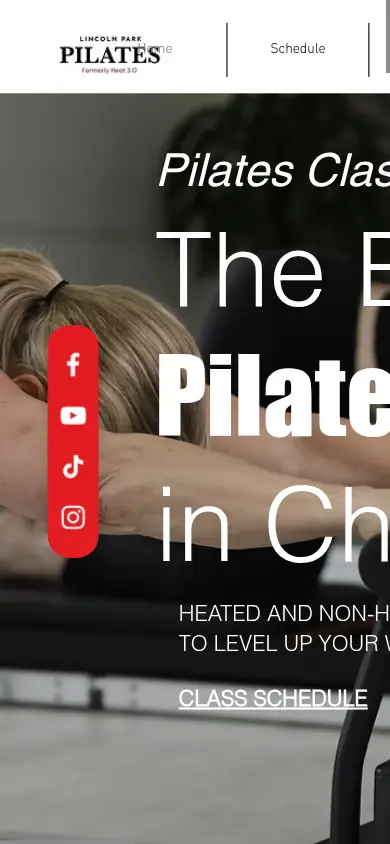 LINCOLN PARK
PILATES
Formerly Heat 3.0
Home
Schedule
Pilates Clas
The
Pilate
in Ch
HEATED AND NON-H
TO LEVEL UP YOUR
CLASS SCHEDULE